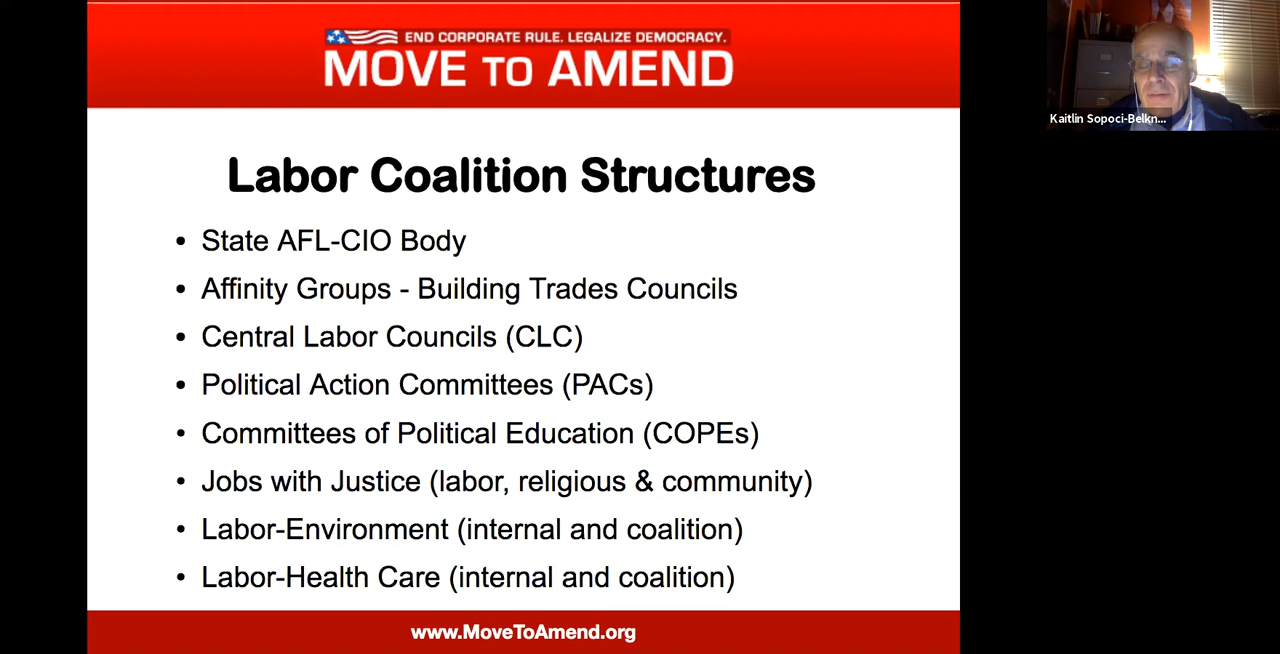 END CORPORATE RULE. LEGALIZE DEMOCRACY.
MOVE TO AMEND
Kaitlin Sopoci-Belkn...
Labor Coalition Structures
• State AFL-CIO Body
• Affinity Groups - Building Trades Councils
• Central Labor Councils (CLC)
• Political Action Committees (PACs)
• Committees of Political Education (COPEs)
• Jobs with Justice (labor, religious & community)
• Labor-Environment (internal and coalition)
• Labor-Health Care (internal and coalition)
www.MoveToAmend.org